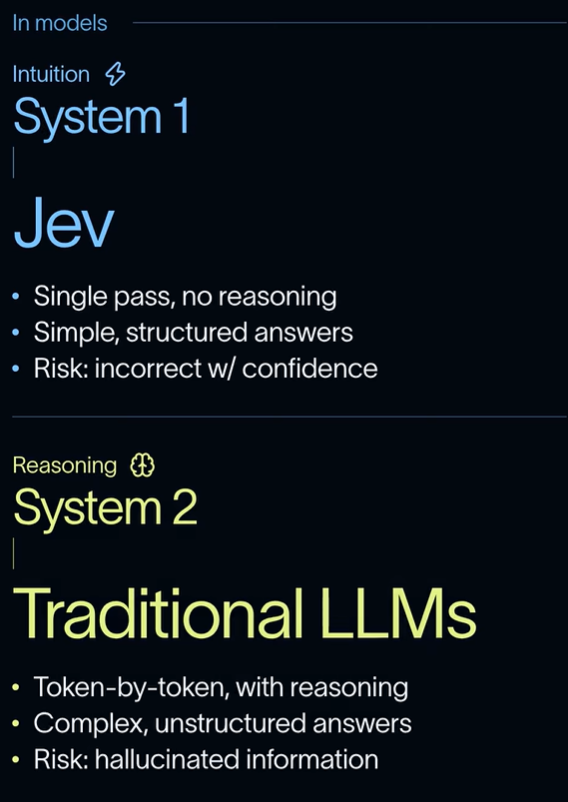 In models
Intuition
System 1
Jev
• Single pass, no reasoning
• Simple, structured answers
• Risk: incorrect w/ confidence
Reasoning
System 2
Traditional LLMs
• Token-by-token, with reasoning
• Complex, unstructured answers
• Risk: hallucinated information